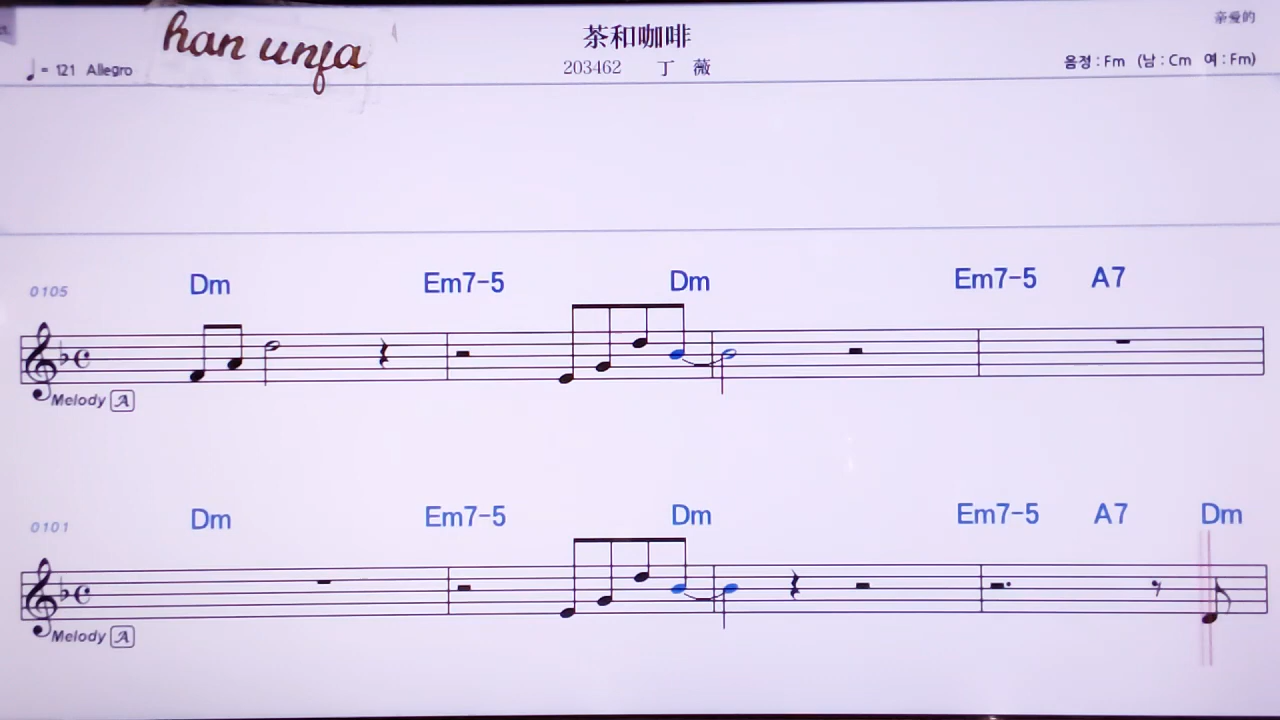 han unfa
茶和咖啡
亲爱的
♩= 121 Allegro
203462 丁 薇
음정 : Fm (남 : Cm 여 : Fm)
0105 Dm Em7-5 Dm Em7-5 A7
Melody A
0101 Dm Em7-5 Dm Em7-5 A7 Dm
Melody A